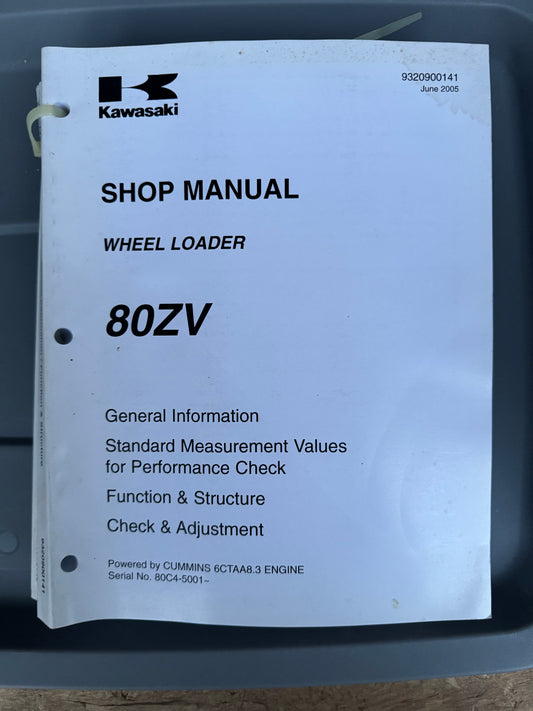 9320900141
June 2005
Kawasaki
SHOP MANUAL
WHEEL LOADER
80ZV
General Information
Standard Measurement Values
for Performance Check
Function & Structure
Check & Adjustment
Powered by CUMMINS 6CTAA8.3 ENGINE
Serial No. 80C4-5001~
9320900141